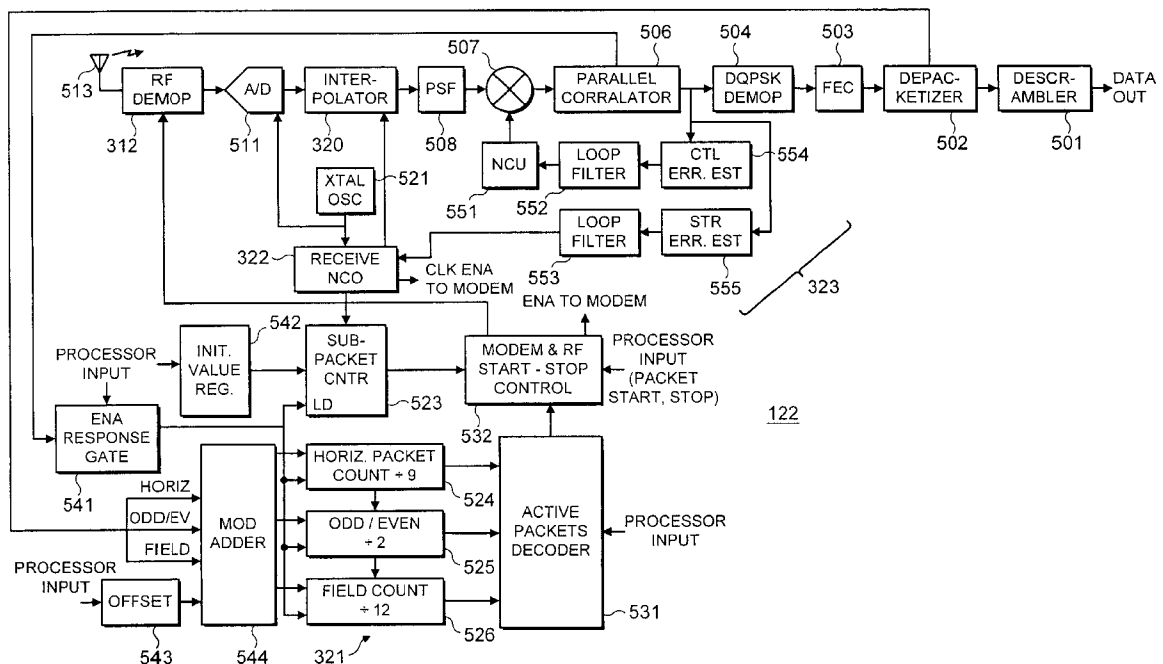 513
RF
DEMOP
312
A/D
511
INTER-
POLATOR
320
PSF
508
507
PARALLEL
CORRALATOR
506
DQPSK
DEMOP
504
FEC
503
DEPAC-
KETIZER
502
DESCR-
AMBLER
501
DATA
OUT
XTAL
OSC
521
NCU
551
LOOP
FILTER
552
CTL
ERR. EST
554
LOOP
FILTER
553
STR
ERR. EST
555
323
322
RECEIVE
NCO
CLK ENA
TO MODEM
ENA TO MODEM
542
PROCESSOR
INPUT
INIT.
VALUE
REG.
SUB-
PACKET
CNTR
LD
523
MODEM & RF
START - STOP
CONTROL
532
PROCESSOR
INPUT
(PACKET
START, STOP)
122
ENA
RESPONSE
GATE
541
HORIZ
ODD/EV
FIELD
MOD
ADDER
544
HORIZ. PACKET
COUNT ÷ 9
524
ODD / EVEN
÷ 2
525
FIELD COUNT
÷ 12
526
321
ACTIVE
PACKETS
DECODER
531
PROCESSOR
INPUT
PROCESSOR
INPUT
OFFSET
543